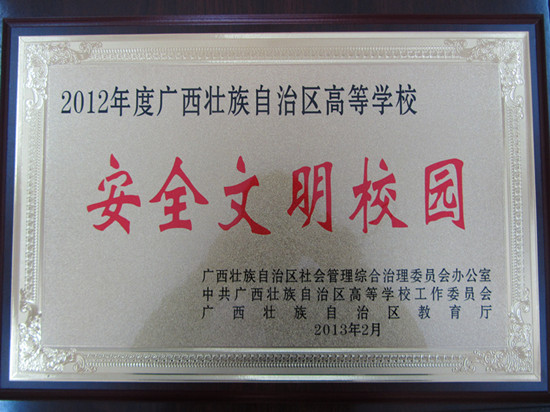 2012年度广西壮族自治区高等学校
安全文明校园
广西壮族自治区社会管理综合治理委员会办公室
中共广西壮族自治区高等学校工作委员会
广西壮族自治区教育厅
2013年2月